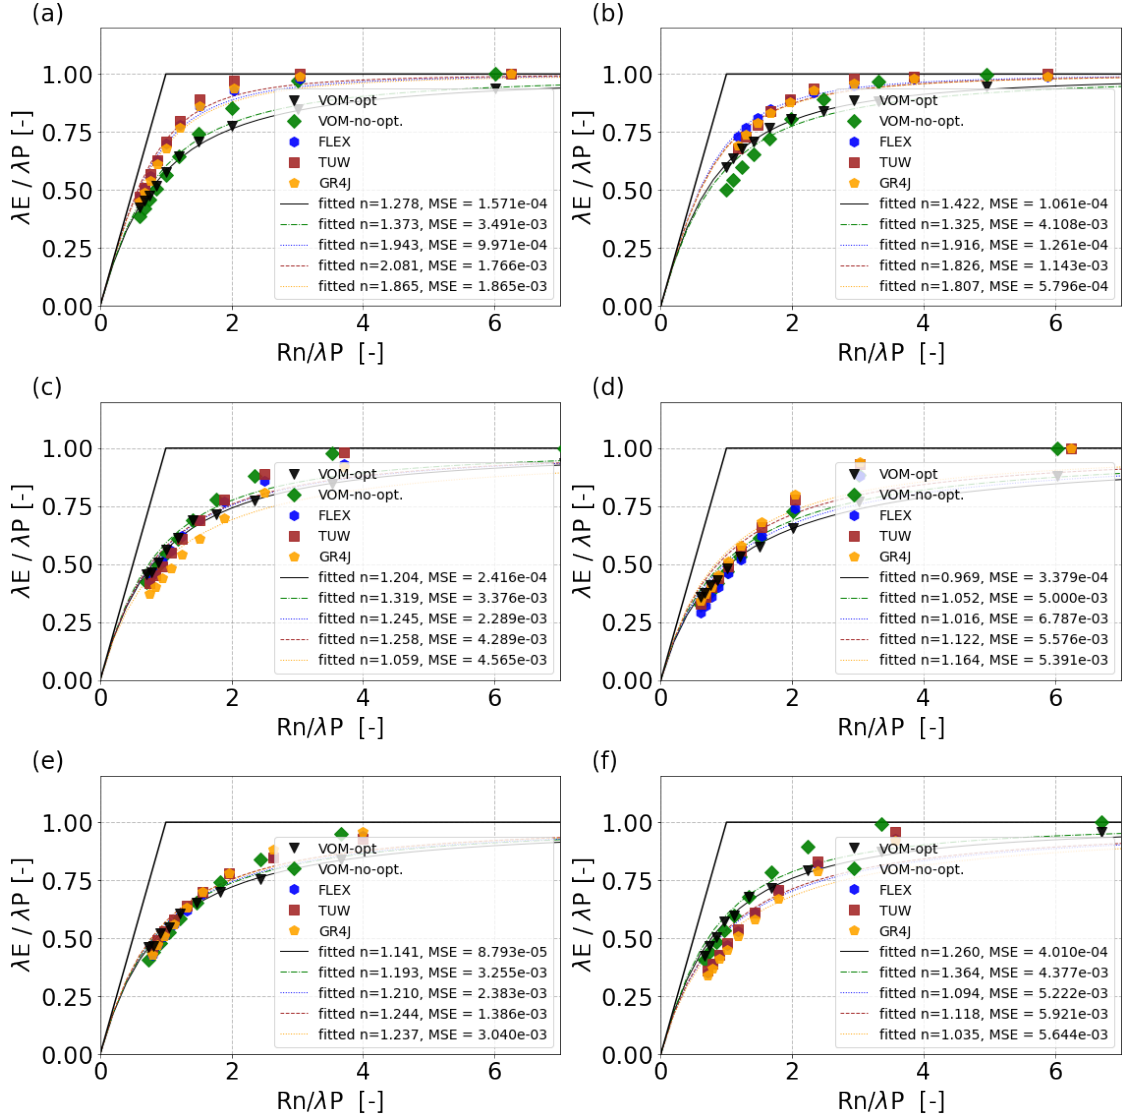 (a)
1.00
0.75
0.50
0.25
0.00
λE / λP [-]
0
2
4
6
Rn/λP [-]
VOM-opt
VOM-no-opt.
FLEX
TUW
GR4J
fitted n=1.278, MSE = 1.571e-04
fitted n=1.373, MSE = 3.491e-03
fitted n=1.943, MSE = 9.971e-04
fitted n=2.081, MSE = 1.766e-03
fitted n=1.865, MSE = 1.865e-03
(b)
1.00
0.75
0.50
0.25
0.00
λE / λP [-]
0
2
4
6
Rn/λP [-]
VOM-opt
VOM-no-opt.
FLEX
TUW
GR4J
fitted n=1.422, MSE = 1.061e-04
fitted n=1.325, MSE = 4.108e-03
fitted n=1.916, MSE = 1.261e-04
fitted n=1.826, MSE = 1.143e-03
fitted n=1.807, MSE = 5.796e-04
(c)
1.00
0.75
0.50
0.25
0.00
λE / λP [-]
0
2
4
6
Rn/λP [-]
VOM-opt
VOM-no-opt.
FLEX
TUW
GR4J
fitted n=1.204, MSE = 2.416e-04
fitted n=1.319, MSE = 3.376e-03
fitted n=1.245, MSE = 2.289e-03
fitted n=1.258, MSE = 4.289e-03
fitted n=1.059, MSE = 4.565e-03
(d)
1.00
0.75
0.50
0.25
0.00
λE / λP [-]
0
2
4
6
Rn/λP [-]
VOM-opt
VOM-no-opt.
FLEX
TUW
GR4J
fitted n=0.969, MSE = 3.379e-04
fitted n=1.052, MSE = 5.000e-03
fitted n=1.016, MSE = 6.787e-03
fitted n=1.122, MSE = 5.576e-03
fitted n=1.164, MSE = 5.391e-03
(e)
1.00
0.75
0.50
0.25
0.00
λE / λP [-]
0
2
4
6
Rn/λP [-]
VOM-opt
VOM-no-opt.
FLEX
TUW
GR4J
fitted n=1.141, MSE = 8.793e-05
fitted n=1.193, MSE = 3.255e-03
fitted n=1.210, MSE = 2.383e-03
fitted n=1.244, MSE = 1.386e-03
fitted n=1.237, MSE = 3.040e-03
(f)
1.00
0.75
0.50
0.25
0.00
λE / λP [-]
0
2
4
6
Rn/λP [-]
VOM-opt
VOM-no-opt.
FLEX
TUW
GR4J
fitted n=1.260, MSE = 4.010e-04
fitted n=1.364, MSE = 4.377e-03
fitted n=1.094, MSE = 5.222e-03
fitted n=1.118, MSE = 5.921e-03
fitted n=1.035, MSE = 5.644e-03